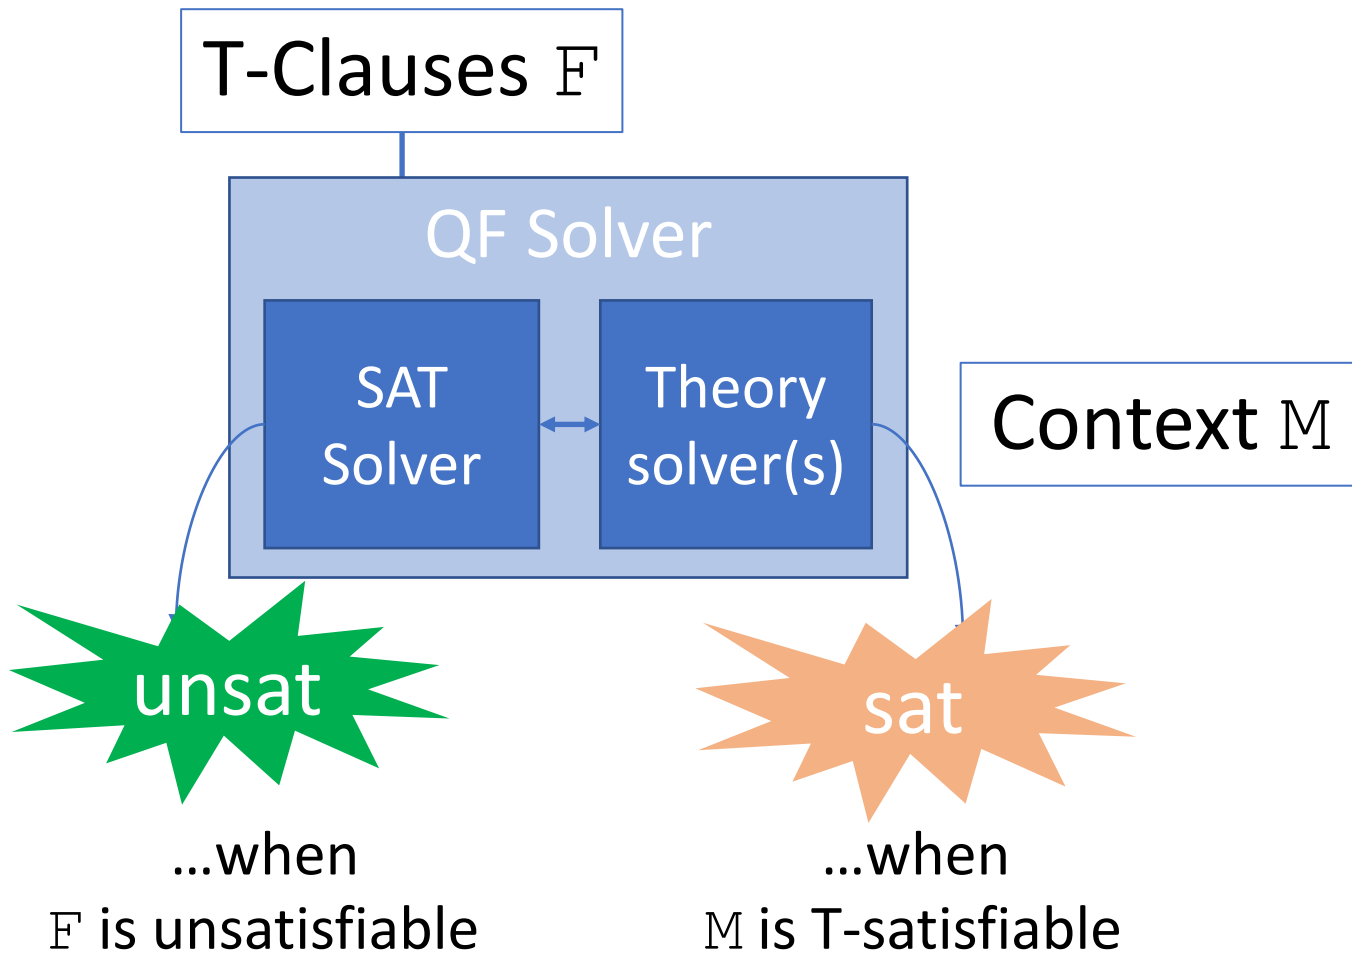 T-Clauses F
QF Solver
SAT
Solver
Theory
solver(s)
Context M
unsat
sat
...when
F is unsatisfiable
...when
M is T-satisfiable